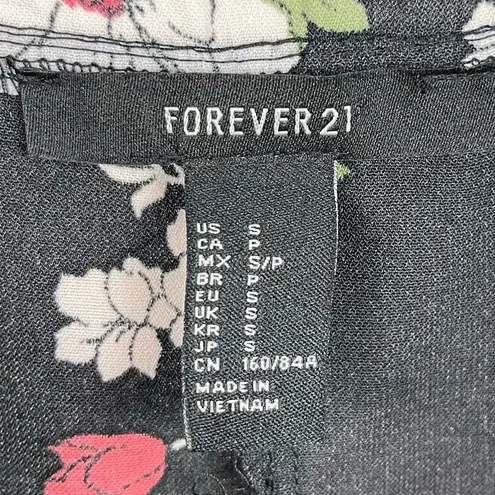 FOREVER 21
US S
CA P
MX S/P
BR P
EU S
UK S
KR S
JP S
CN 160/84A
MADE IN
VIETNAM